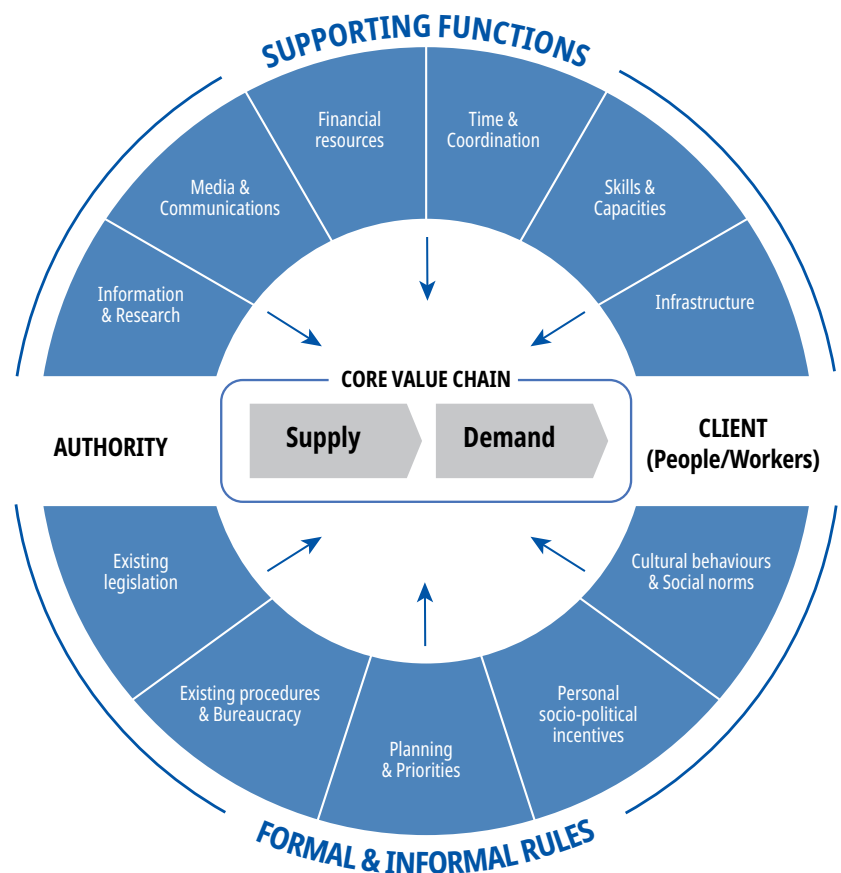 SUPPORTING FUNCTIONS
Financial
resources
Time &
Coordination
Media &
Communications
Skills &
Capacities
Information
& Research
Infrastructure
CORE VALUE CHAIN
AUTHORITY
Supply
Demand
CLIENT
(People/Workers)
Existing
legislation
Cultural behaviours
& Social norms
Existing procedures
& Bureaucracy
Personal
socio-political
incentives
Planning
& Priorities
FORMAL & INFORMAL RULES